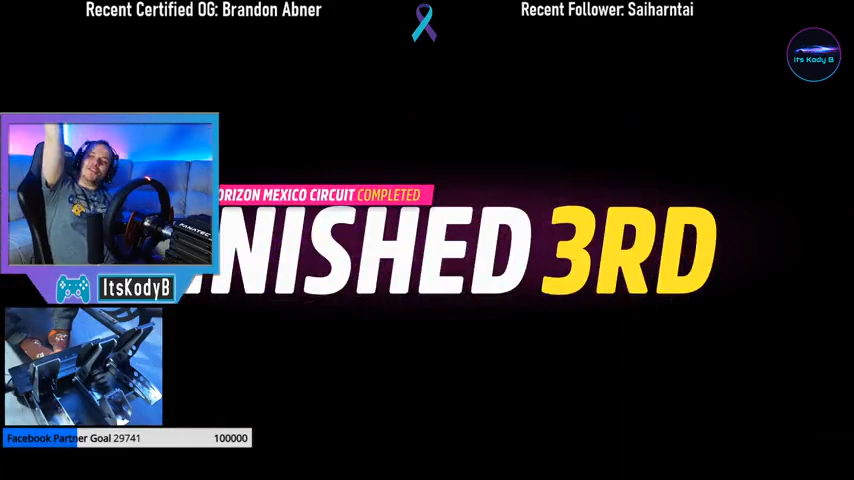 Recent Certified OG: Brandon Abner
Recent Follower: Saiharntai
Its Kody B
ORIZON MEXICO CIRCUIT COMPLETED
NISHED 3RD
FANATEC
ItsKodyB
Facebook Partner Goal 29741 100000